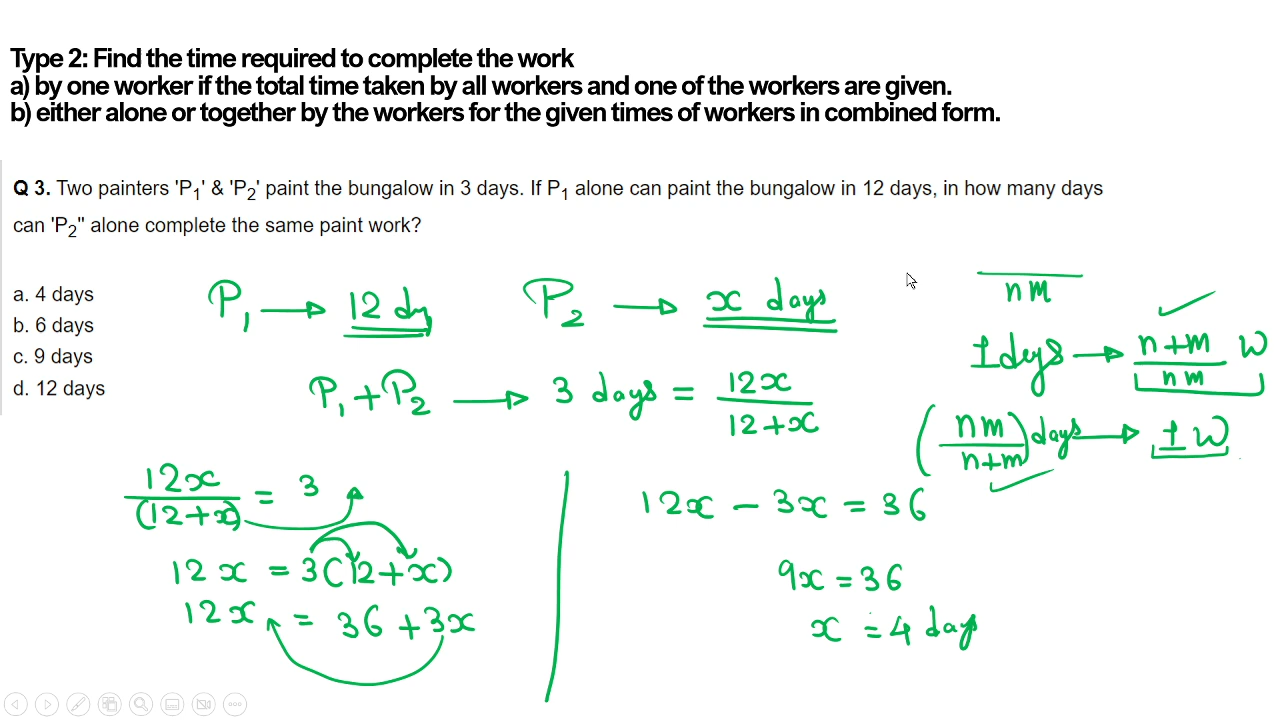 Type 2: Find the time required to complete the work
a) by one worker if the total time taken by all workers and one of the workers are given.
b) either alone or together by the workers for the given times of workers in combined form.
Q 3. Two painters 'P₁' & 'P₂' paint the bungalow in 3 days. If P₁ alone can paint the bungalow in 12 days, in how many days
can 'P₂" alone complete the same paint work?
a. 4 days
b. 6 days
c. 9 days
d. 12 days
P₁ → 12 dy
P₂ → x days
P₁+P₂ → 3 days = 12x / 12+x
nm
1 days → n+m / nm W
(nm / n+m) days → 1 W
12x / (12+x) = 3
12x = 3(12+x)
12x = 36 + 3x
12x − 3x = 36
9x = 36
x = 4 days